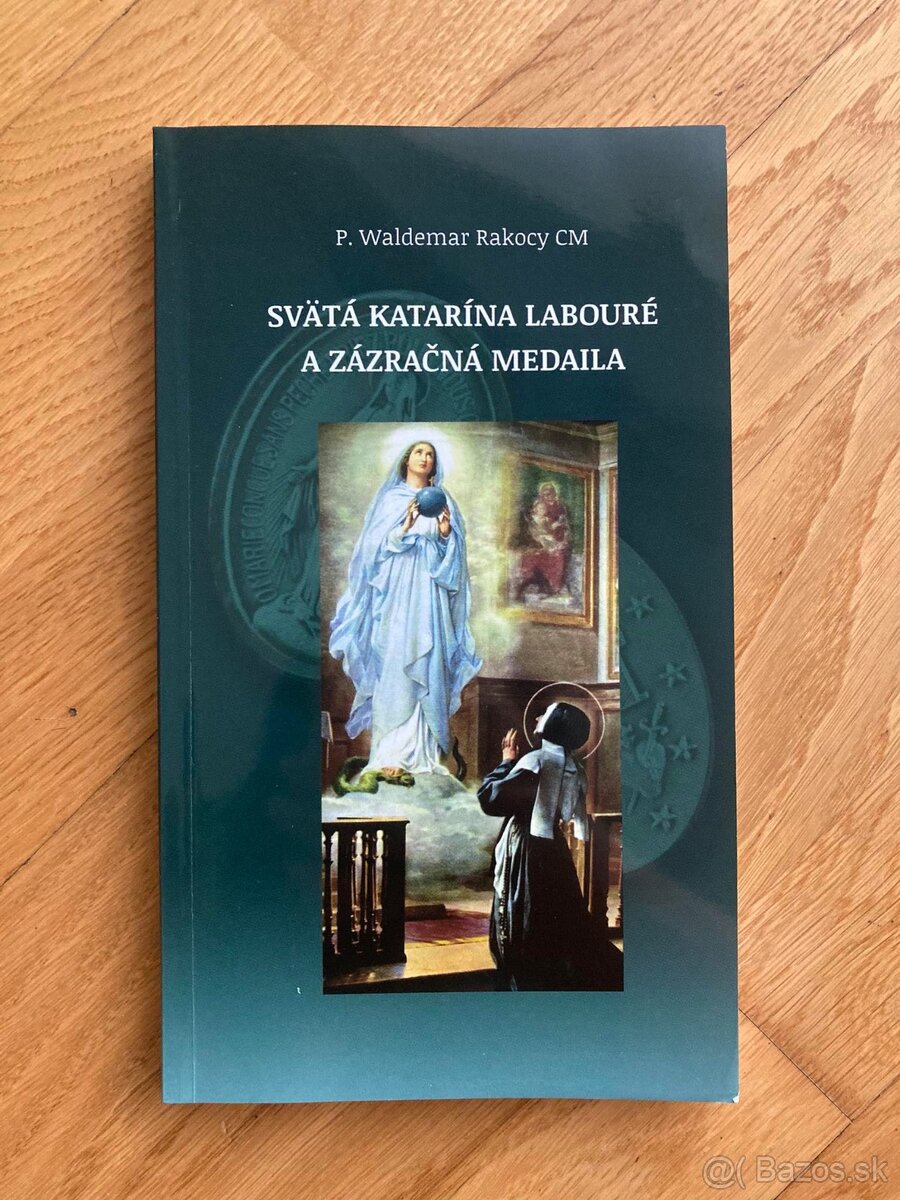 P. Waldemar Rakocy CM
SVÄTÁ KATARÍNA LABOURÉ
A ZÁZRAČNÁ MEDAILA
@( Bazos.sk